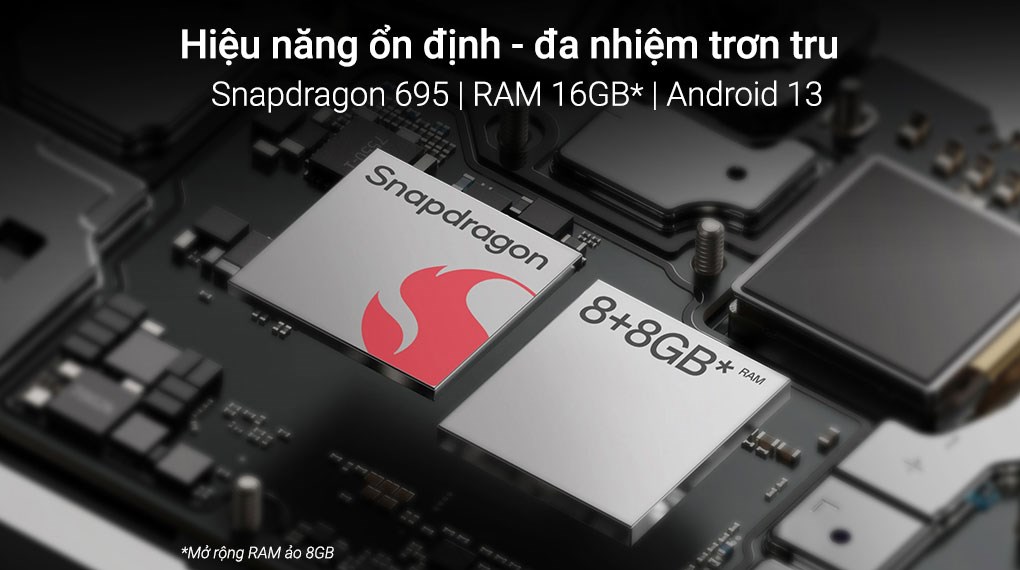 Hiệu năng ổn định - đa nhiệm trơn tru
Snapdragon 695 | RAM 16GB* | Android 13
Snapdragon
8+8GB* RAM
*Mở rộng RAM ảo 8GB